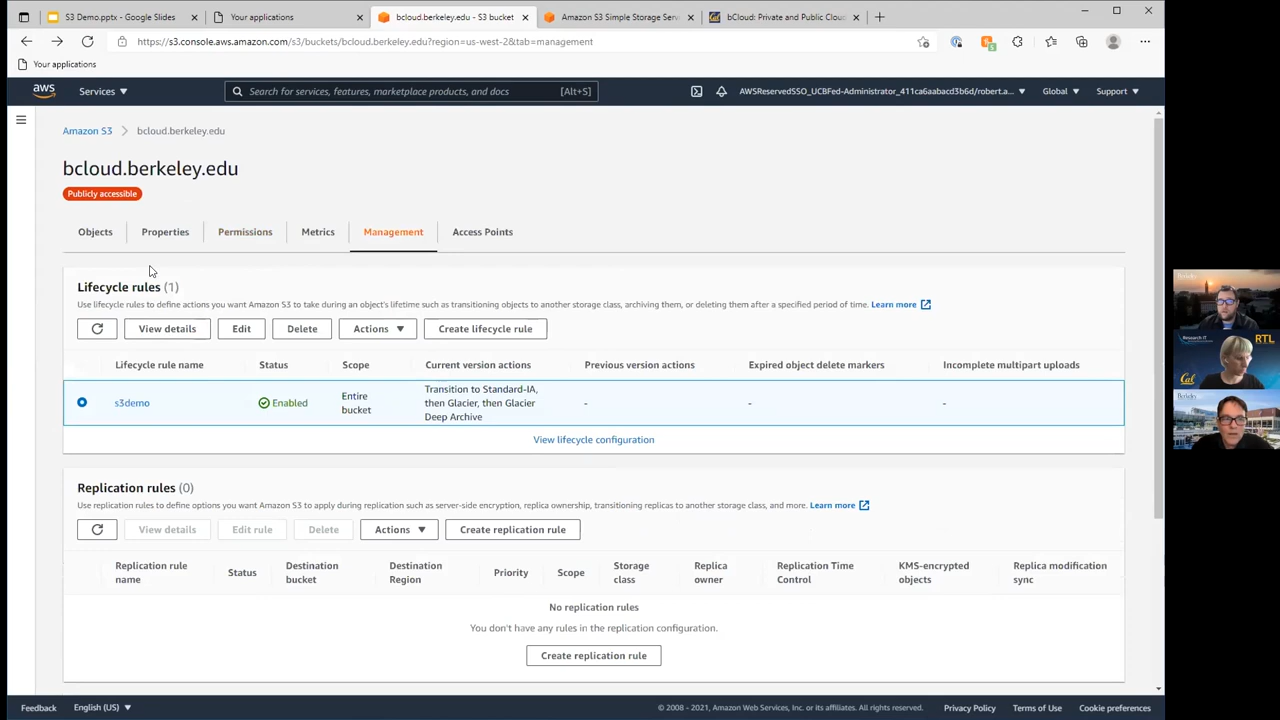 S3 Demo.pptx - Google Slides
Your applications
bcloud.berkeley.edu - S3 bucket
Amazon S3 Simple Storage Serv
bCloud: Private and Public Cloud
https://s3.console.aws.amazon.com/s3/buckets/bcloud.berkeley.edu?region=us-west-2&tab=management
Your applications
aws
Services
Search for services, features, marketplace products, and docs
[Alt+S]
AWSReservedSSO_UCBFed-Administrator_411ca6aabacd3b6d/robert.a...
Global
Support
Amazon S3
bcloud.berkeley.edu
bcloud.berkeley.edu
Publicly accessible
Objects
Properties
Permissions
Metrics
Management
Access Points
Lifecycle rules (1)
Use lifecycle rules to define actions you want Amazon S3 to take during an object's lifetime such as transitioning objects to another storage class, archiving them, or deleting them after a specified period of time. Learn more
View details
Edit
Delete
Actions
Create lifecycle rule
Lifecycle rule name
Status
Scope
Current version actions
Previous version actions
Expired object delete markers
Incomplete multipart uploads
s3demo
Enabled
Entire
bucket
Transition to Standard-IA,
then Glacier, then Glacier
Deep Archive
-
-
-
View lifecycle configuration
Replication rules (0)
Use replication rules to define options you want Amazon S3 to apply during replication such as server-side encryption, replica ownership, transitioning replicas to another storage class, and more. Learn more
View details
Edit rule
Delete
Actions
Create replication rule
Replication rule
name
Status
Destination
bucket
Destination
Region
Priority
Scope
Storage
class
Replica
owner
Replication Time
Control
KMS-encrypted
objects
Replica modification
sync
No replication rules
You don't have any rules in the replication configuration.
Create replication rule
Feedback
English (US)
© 2008 - 2021, Amazon Web Services, Inc. or its affiliates. All rights reserved.
Privacy Policy
Terms of Use
Cookie preferences
Berkeley
Research IT
RTL
Cal
Berkeley